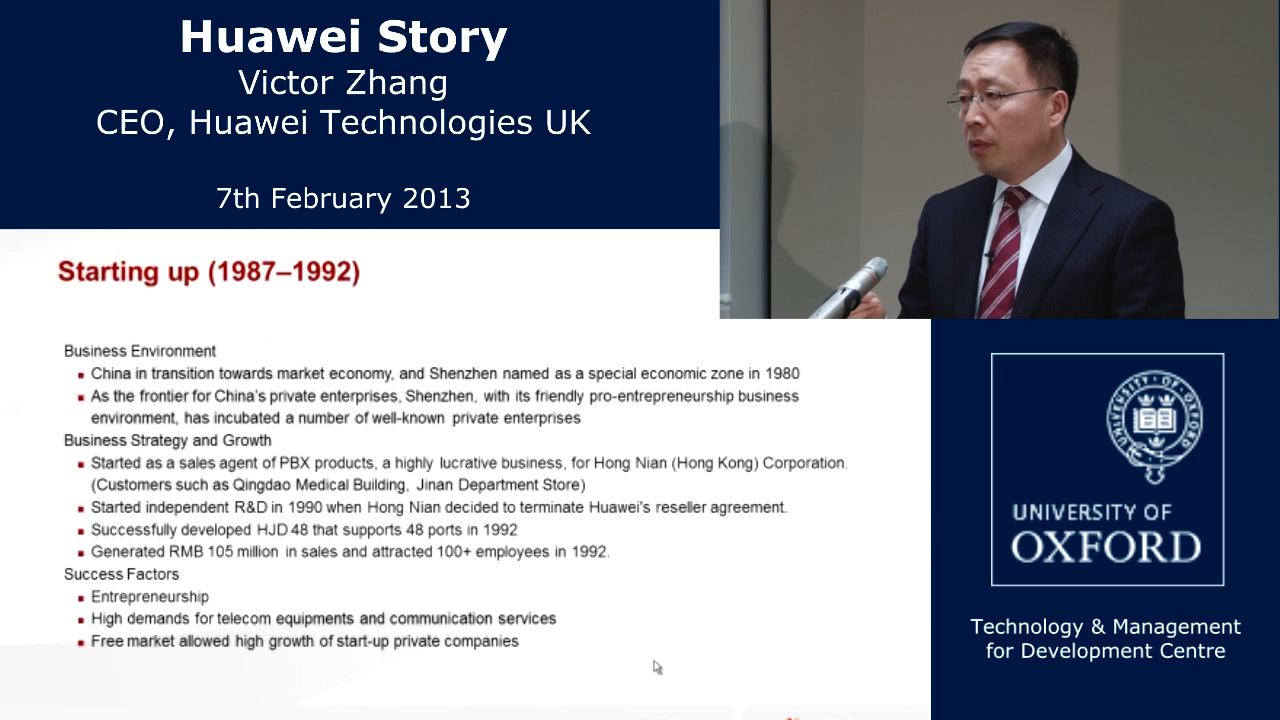 Huawei Story
Victor Zhang
CEO, Huawei Technologies UK
7th February 2013
Starting up (1987–1992)
Business Environment
China in transition towards market economy, and Shenzhen named as a special economic zone in 1980
As the frontier for China's private enterprises, Shenzhen, with its friendly pro-entrepreneurship business
environment, has incubated a number of well-known private enterprises
Business Strategy and Growth
Started as a sales agent of PBX products, a highly lucrative business, for Hong Nian (Hong Kong) Corporation.
(Customers such as Qingdao Medical Building, Jinan Department Store)
Started independent R&D in 1990 when Hong Nian decided to terminate Huawei's reseller agreement.
Successfully developed HJD 48 that supports 48 ports in 1992
Generated RMB 105 million in sales and attracted 100+ employees in 1992.
Success Factors
Entrepreneurship
High demands for telecom equipments and communication services
Free market allowed high growth of start-up private companies
UNIVERSITY OF OXFORD
UNIVERSITY OF
OXFORD
Technology & Management
for Development Centre